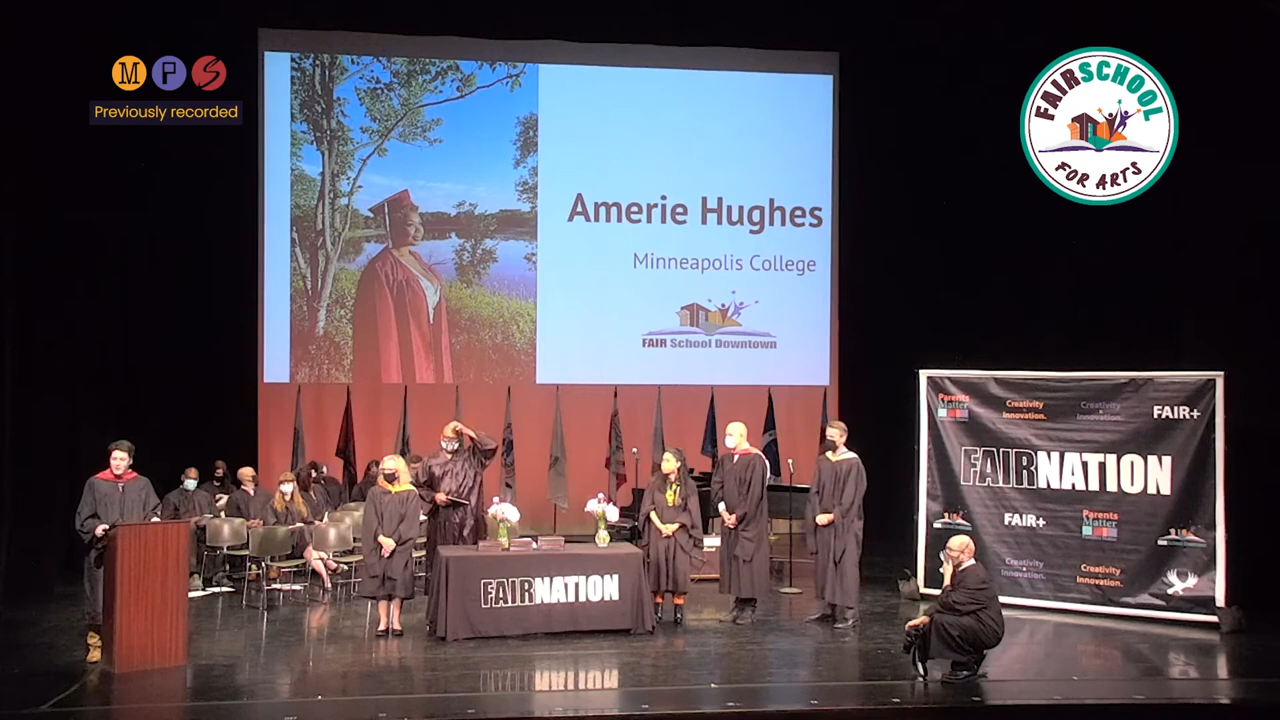 M P S
Previously recorded
FAIRSCHOOL
FOR ARTS
Amerie Hughes
Minneapolis College
FAIR School Downtown
Parents
Matter
Creativity
Innovation.
Creativity
Innovation.
FAIR+
FAIRNATION
FAIR+
Parents
Matter
Creativity
Innovation.
Creativity
Innovation.
FAIRNATION